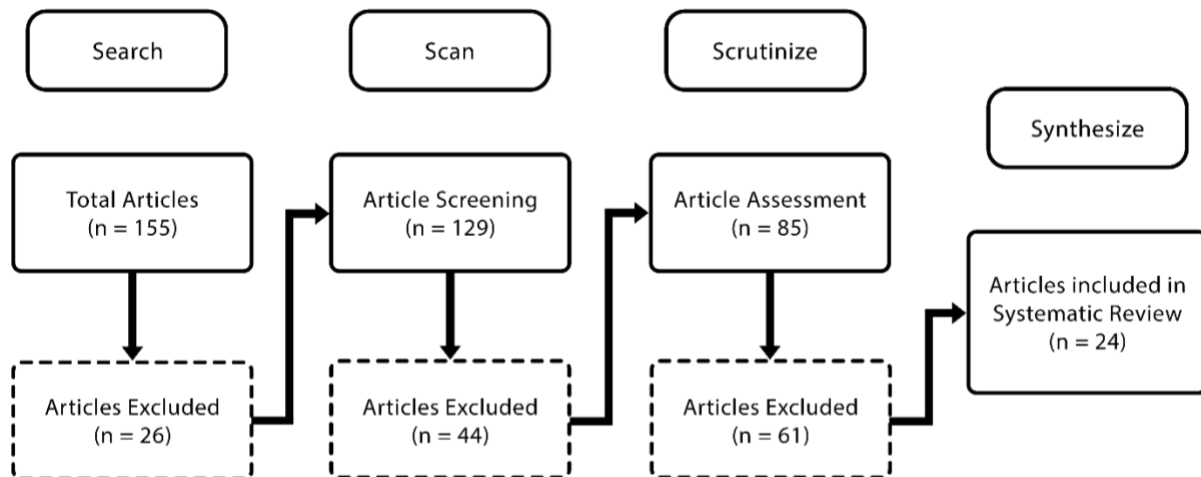 Search
Total Articles
(n = 155)
Articles Excluded
(n = 26)
Scan
Article Screening
(n = 129)
Articles Excluded
(n = 44)
Scrutinize
Article Assessment
(n = 85)
Articles Excluded
(n = 61)
Synthesize
Articles included in
Systematic Review
(n = 24)